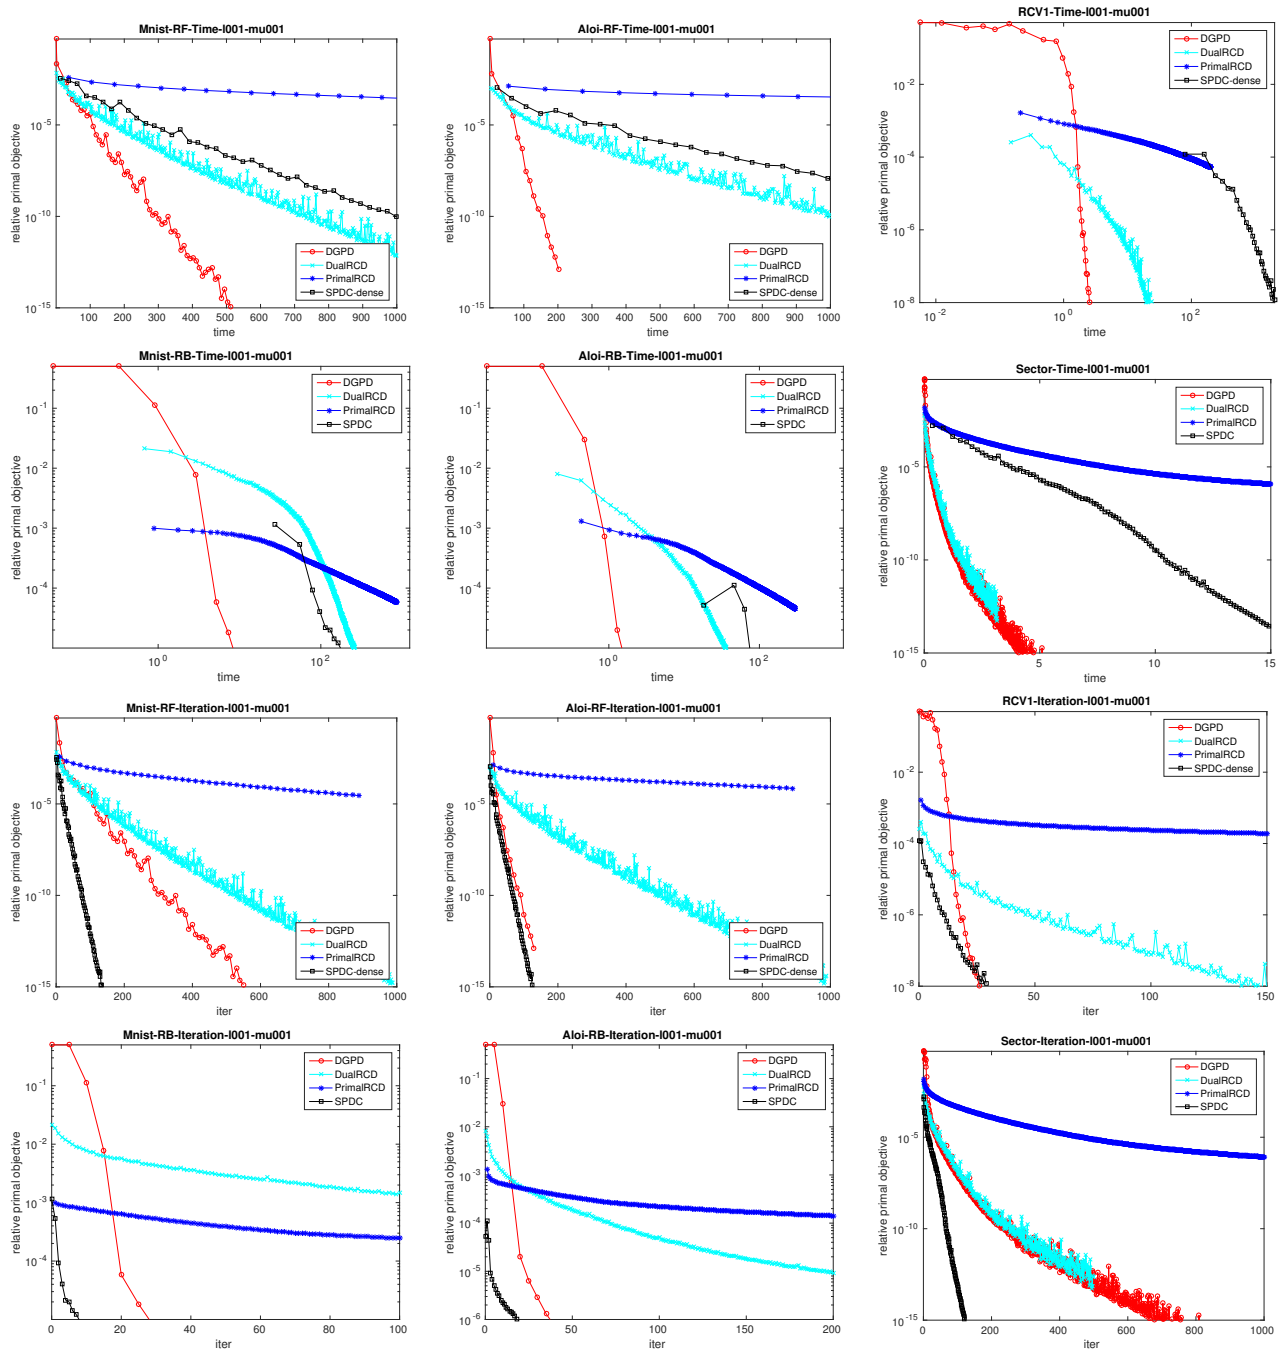 Mnist-RF-Time-l001-mu001
relative primal objective
10^-5
10^-10
10^-15
100 200 300 400 500 600 700 800 900 1000
time
DGPD
DualRCD
PrimalRCD
SPDC-dense
Aloi-RF-Time-l001-mu001
relative primal objective
10^-5
10^-10
10^-15
100 200 300 400 500 600 700 800 900 1000
time
DGPD
DualRCD
PrimalRCD
SPDC-dense
RCV1-Time-l001-mu001
relative primal objective
10^-2
10^-4
10^-6
10^-8
10^-2 10^0 10^2
time
DGPD
DualRCD
PrimalRCD
SPDC-dense
Mnist-RB-Time-l001-mu001
relative primal objective
10^-1
10^-2
10^-3
10^-4
10^0 10^2
time
DGPD
DualRCD
PrimalRCD
SPDC
Aloi-RB-Time-l001-mu001
relative primal objective
10^-1
10^-2
10^-3
10^-4
10^0 10^2
time
DGPD
DualRCD
PrimalRCD
SPDC
Sector-Time-l001-mu001
relative primal objective
10^-5
10^-10
10^-15
0 5 10 15
time
DGPD
DualRCD
PrimalRCD
SPDC
Mnist-RF-Iteration-l001-mu001
relative primal objective
10^-5
10^-10
10^-15
0 200 400 600 800 1000
iter
DGPD
DualRCD
PrimalRCD
SPDC-dense
Aloi-RF-Iteration-l001-mu001
relative primal objective
10^-5
10^-10
10^-15
0 200 400 600 800 1000
iter
DGPD
DualRCD
PrimalRCD
SPDC-dense
RCV1-Iteration-l001-mu001
relative primal objective
10^-2
10^-4
10^-6
10^-8
0 50 100 150
iter
DGPD
DualRCD
PrimalRCD
SPDC-dense
Mnist-RB-Iteration-l001-mu001
relative primal objective
10^-1
10^-2
10^-3
10^-4
0 20 40 60 80 100
iter
DGPD
DualRCD
PrimalRCD
SPDC
Aloi-RB-Iteration-l001-mu001
relative primal objective
10^-1
10^-2
10^-3
10^-4
10^-5
10^-6
0 50 100 150 200
iter
DGPD
DualRCD
PrimalRCD
SPDC
Sector-Iteration-l001-mu001
relative primal objective
10^-5
10^-10
10^-15
0 200 400 600 800 1000
iter
DGPD
DualRCD
PrimalRCD
SPDC